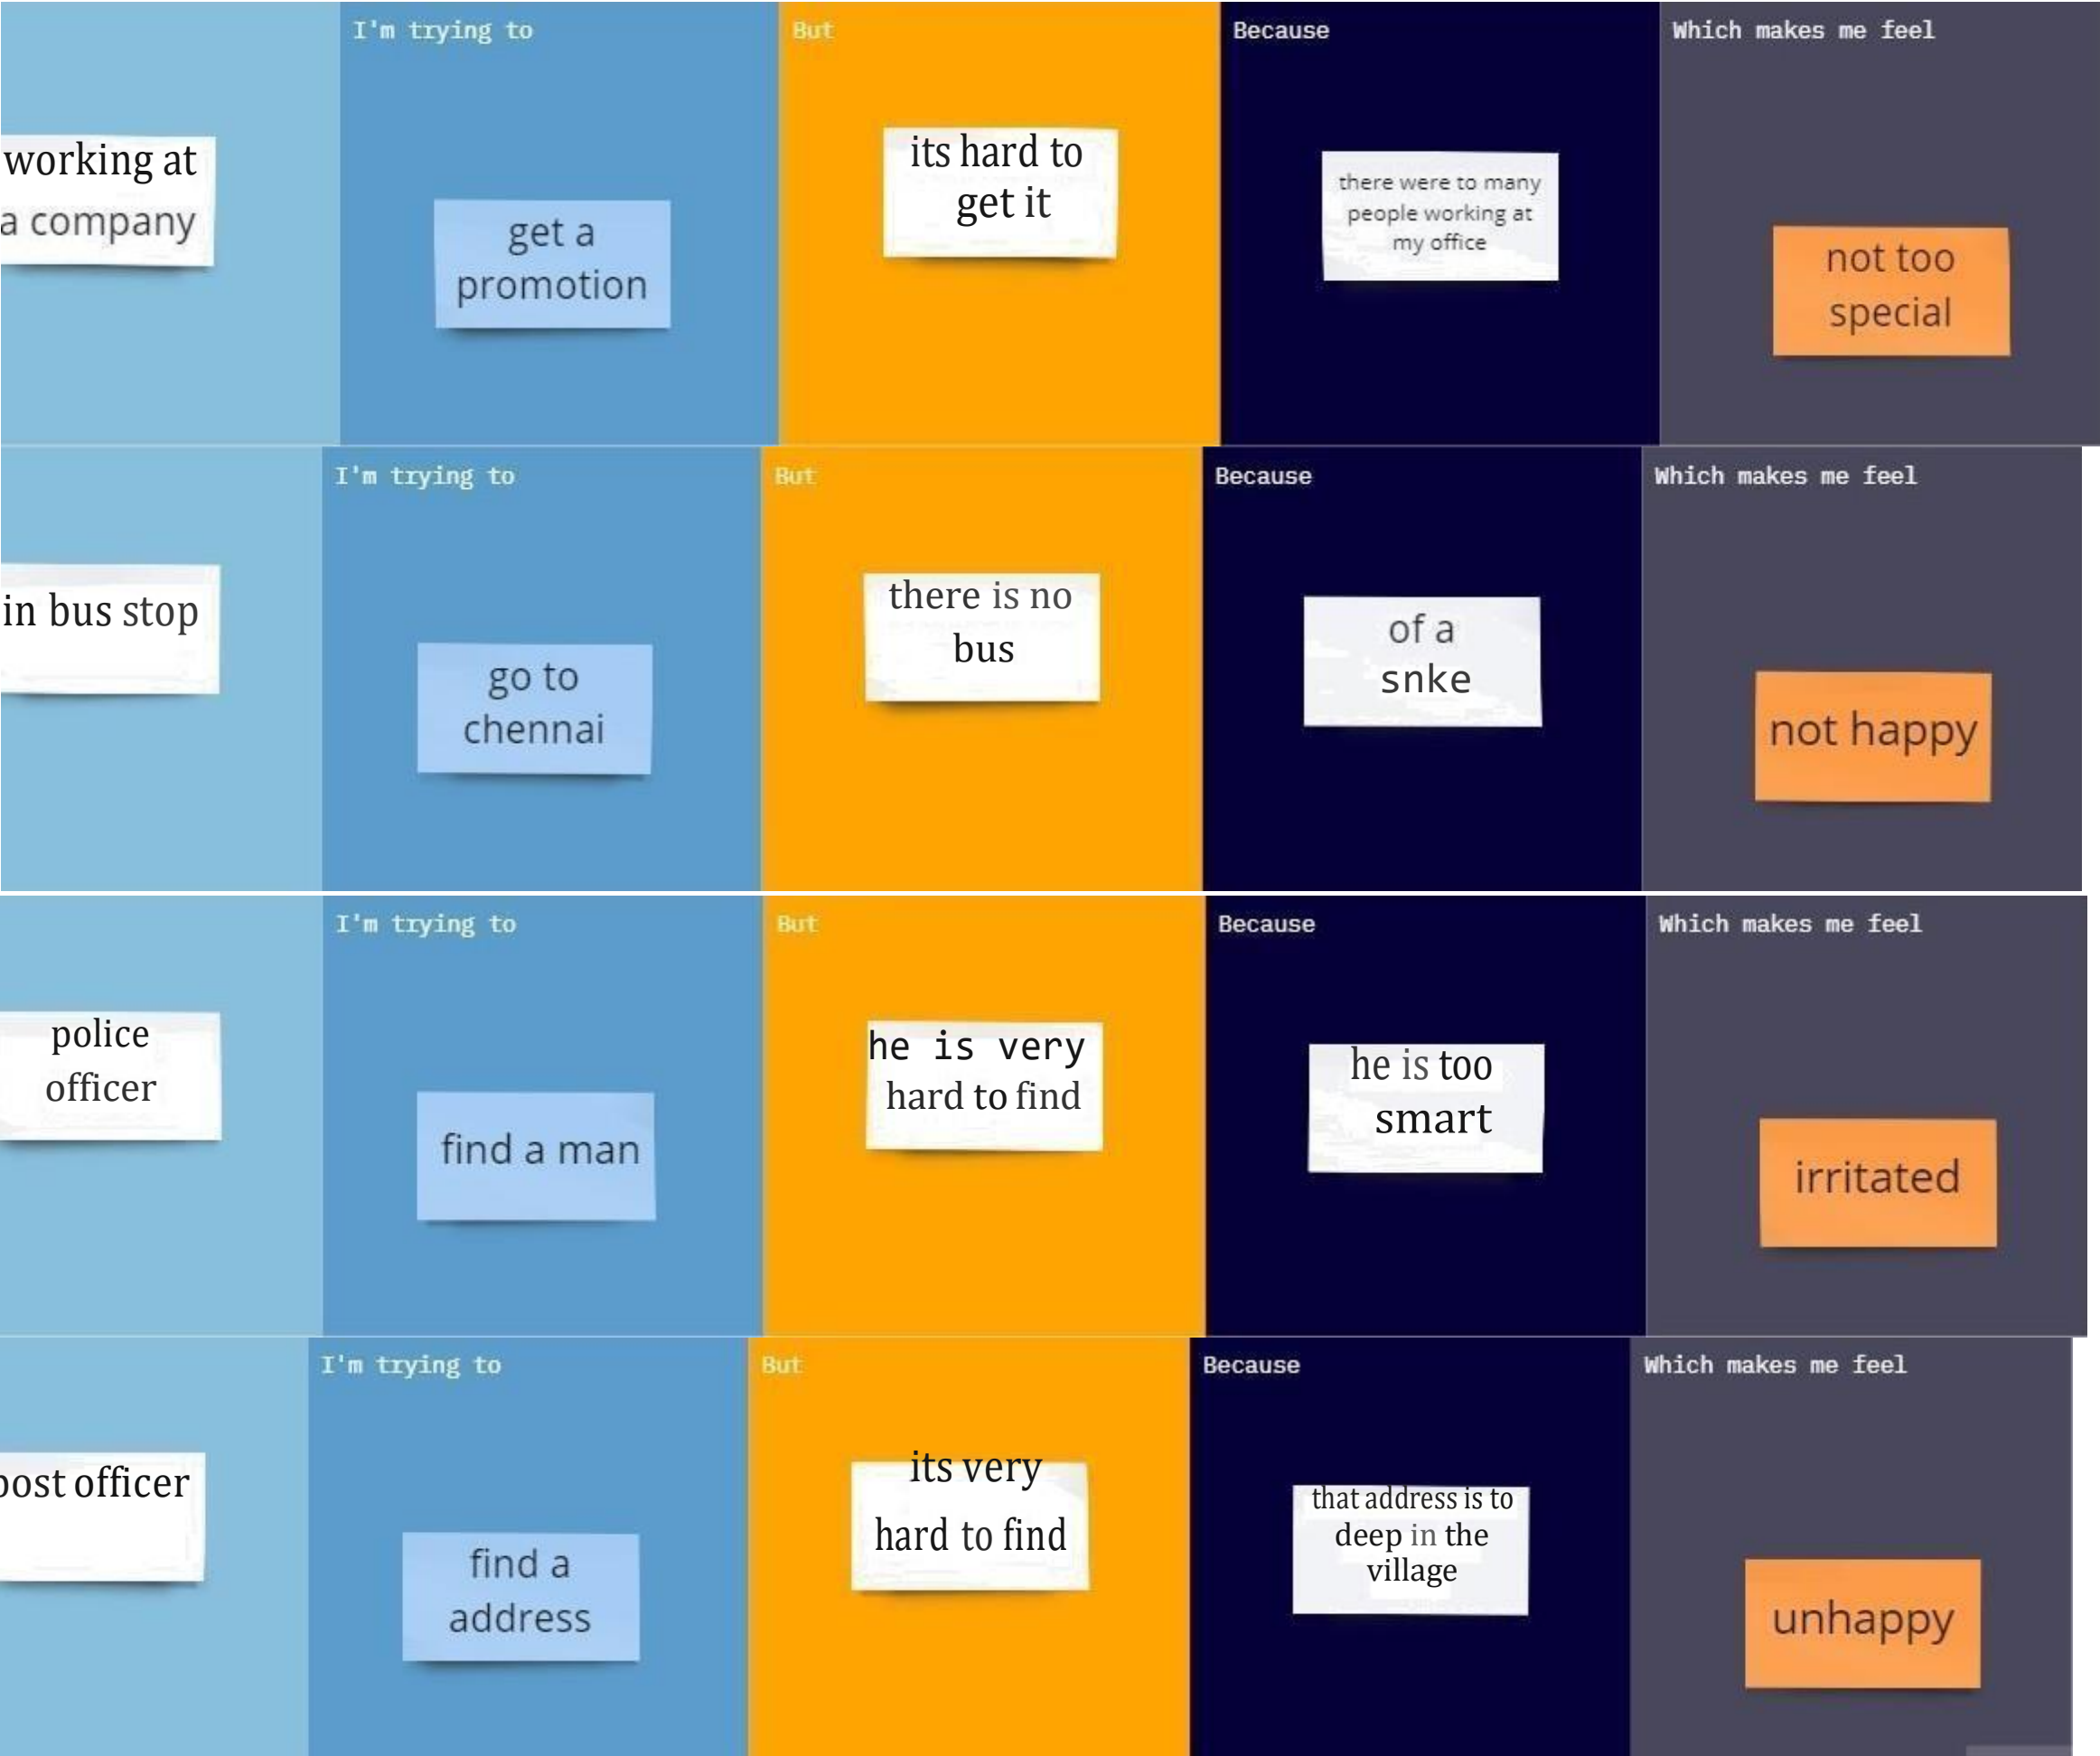 I'm trying to
But
Because
Which makes me feel
working at
a company
get a
promotion
its hard to
get it
there were to many
people working at
my office
not too
special
I'm trying to
But
Because
Which makes me feel
in bus stop
go to
chennai
there is no
bus
of a
snke
not happy
I'm trying to
But
Because
Which makes me feel
police
officer
find a man
he is very
hard to find
he is too
smart
irritated
I'm trying to
But
Because
Which makes me feel
post officer
find a
address
its very
hard to find
that address is to
deep in the
village
unhappy